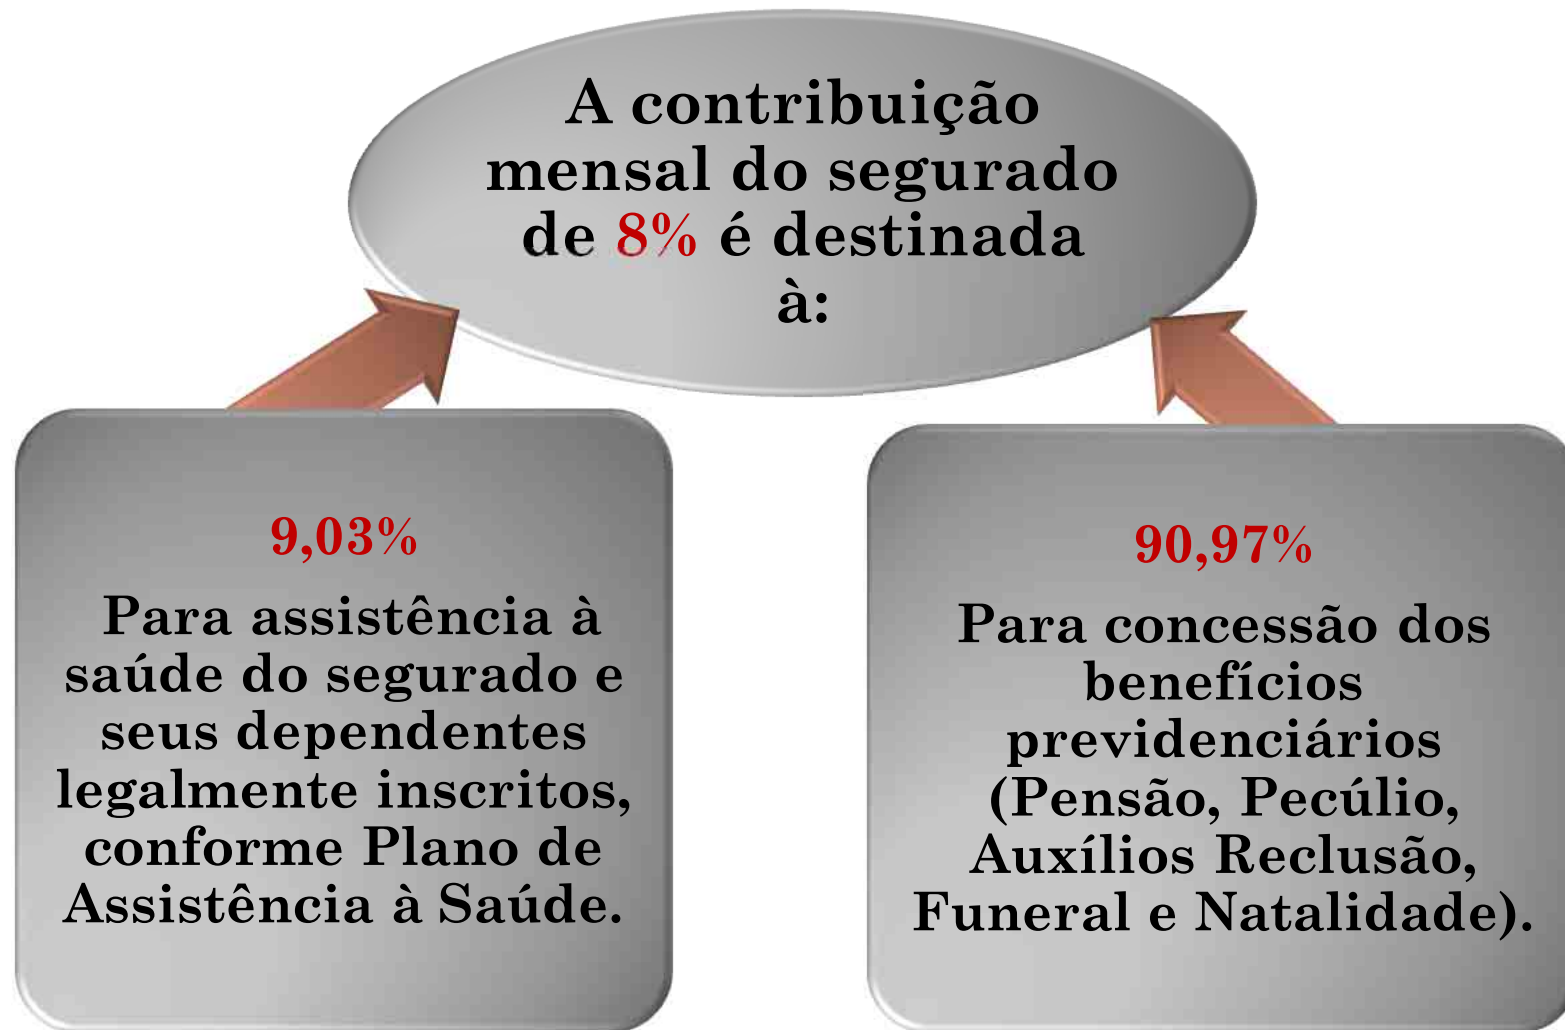 A contribuição
mensal do segurado
de 8% é destinada
à:
9,03%
Para assistência à
saúde do segurado e
seus dependentes
legalmente inscritos,
conforme Plano de
Assistência à Saúde.
90,97%
Para concessão dos
benefícios
previdenciários
(Pensão, Pecúlio,
Auxílios Reclusão,
Funeral e Natalidade).